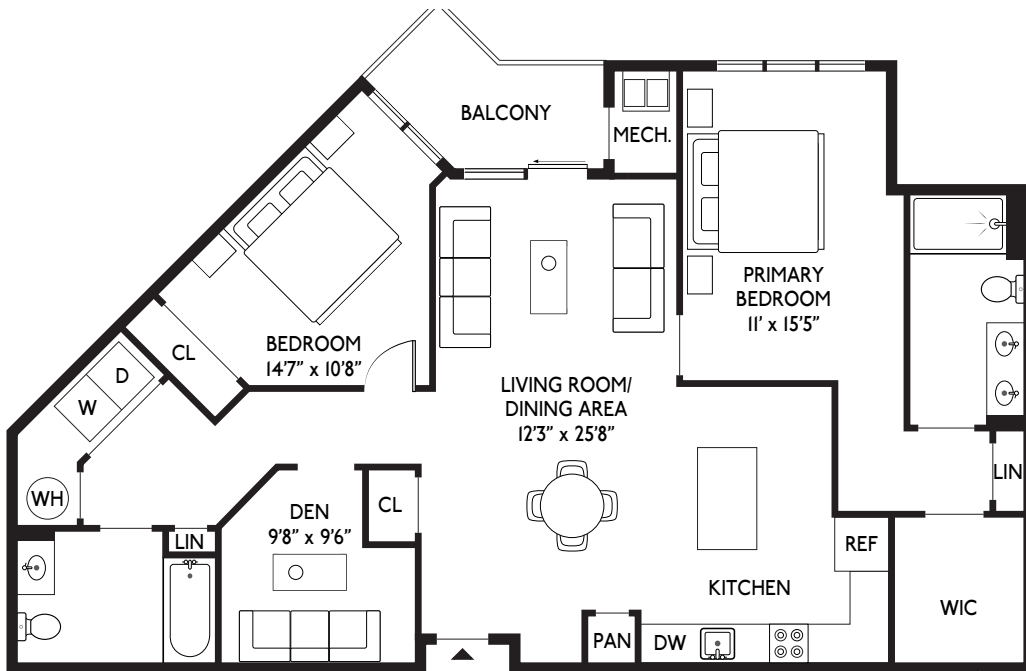 BALCONY
MECH.
PRIMARY
BEDROOM
11' x 15'5"
BEDROOM
14'7" x 10'8"
CL
D
W
LIVING ROOM/
DINING AREA
12'3" x 25'8"
WH
LIN
DEN
9'8" x 9'6"
CL
LIN
REF
KITCHEN
WIC
PAN
DW